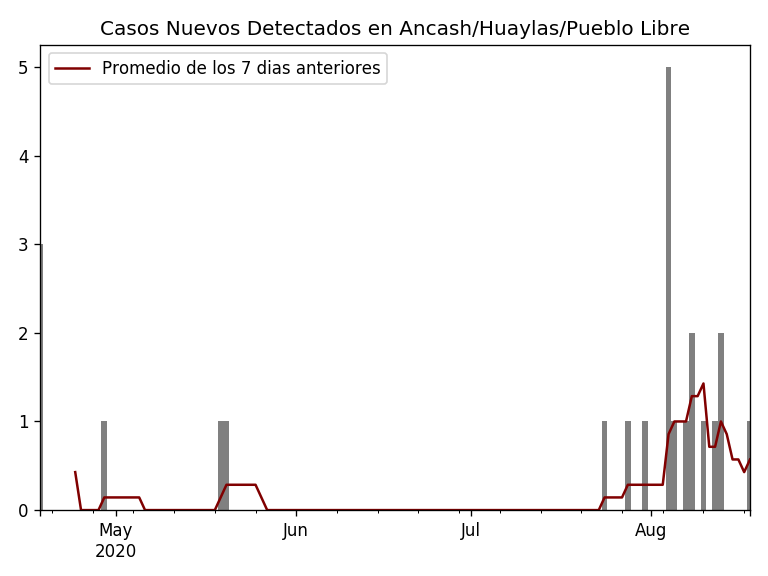 Casos Nuevos Detectados en Ancash/Huaylas/Pueblo Libre
Promedio de los 7 dias anteriores
5
4
3
2
1
0
May Jun Jul Aug
2020